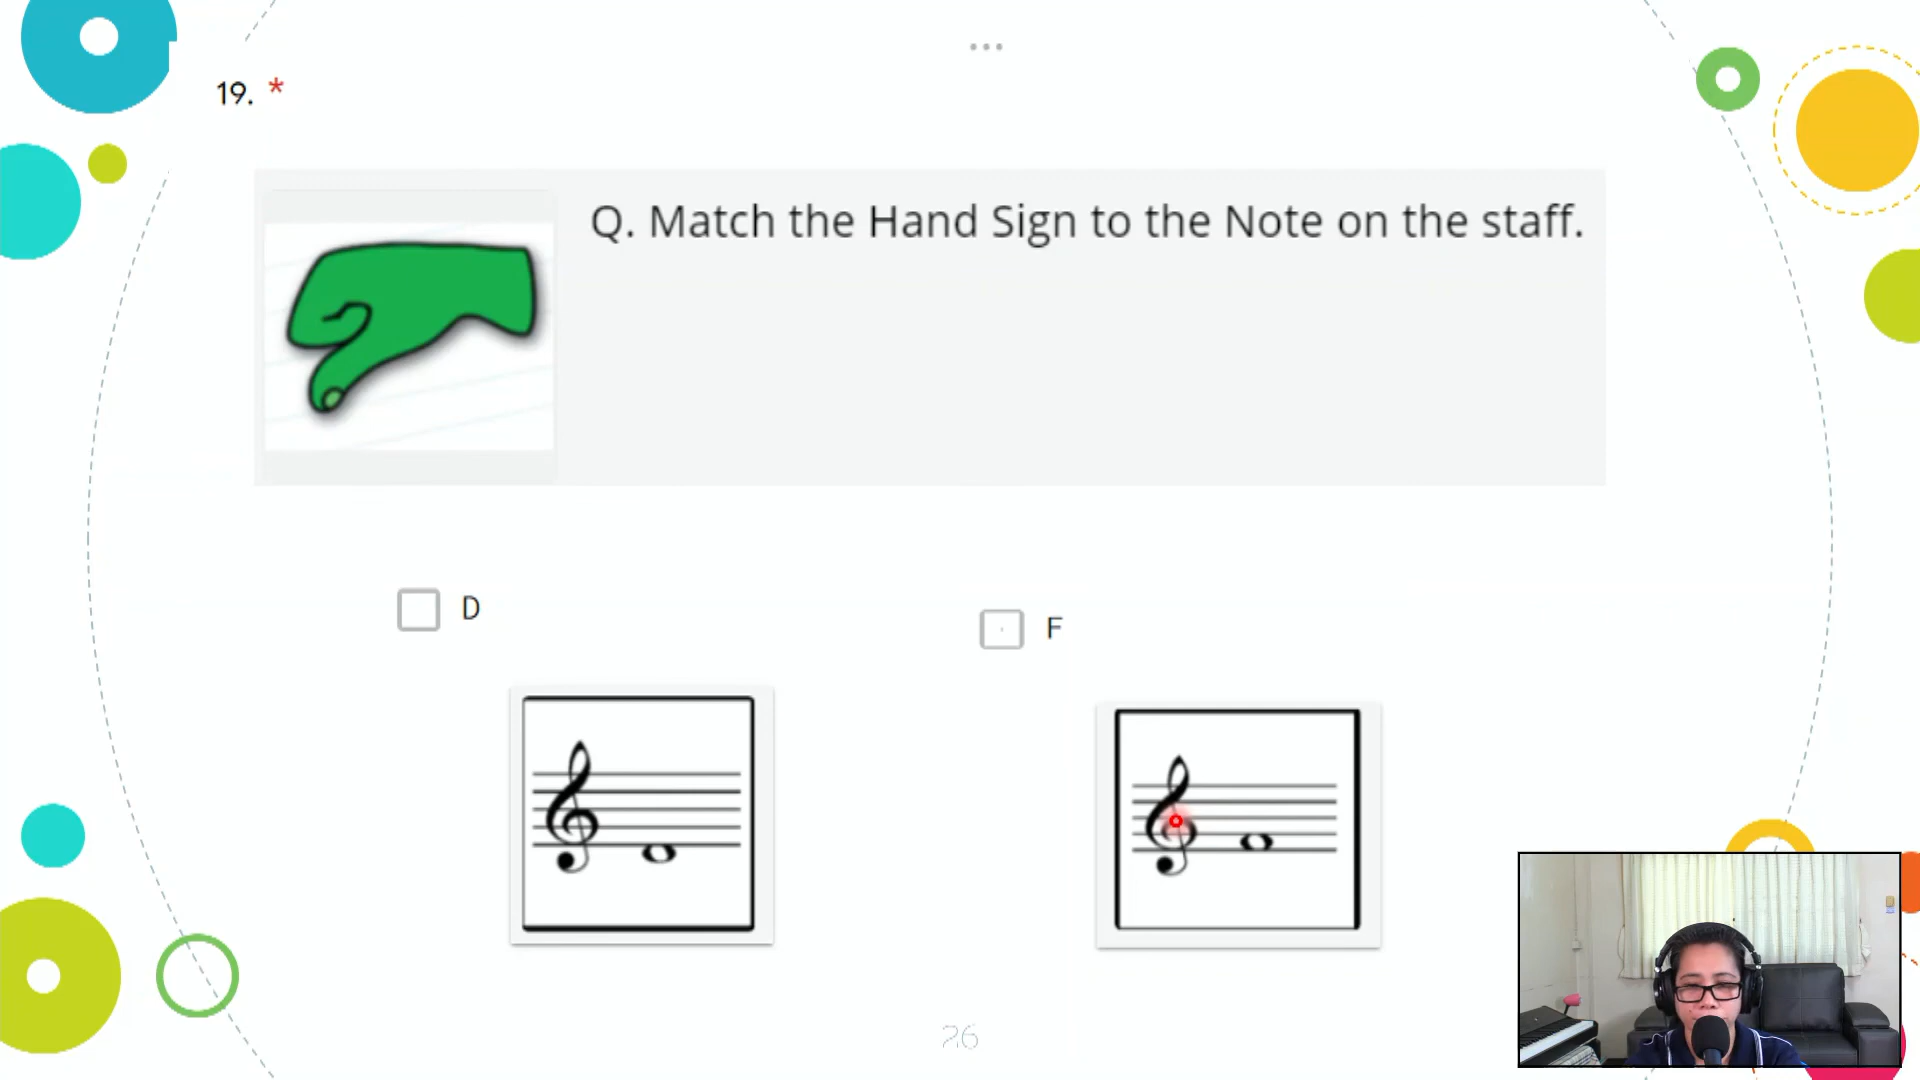 19. *
Q. Match the Hand Sign to the Note on the staff.
D
F
26